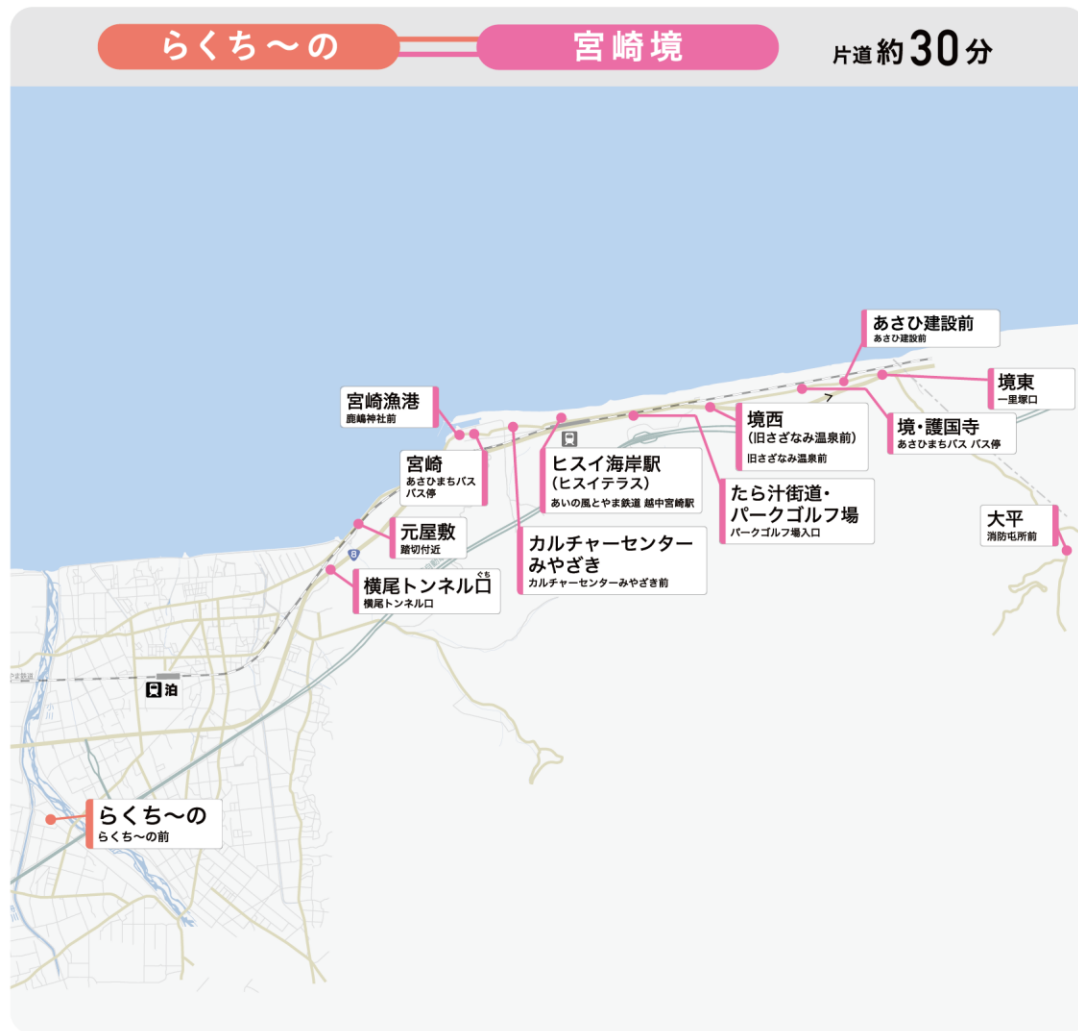 らくち～の
宮崎境
片道約30分
あさひ建設前
あさひ建設前
境東
一里塚口
宮崎漁港
鹿嶋神社前
境西
(旧さざなみ温泉前)
旧さざなみ温泉前
境・護国寺
あさひまちバス バス停
宮崎
あさひまちバス
バス停
ヒスイ海岸駅
(ヒスイテラス)
あいの風とやま鉄道 越中宮崎駅
たら汁街道・
パークゴルフ場
パークゴルフ場入口
大平
消防屯所前
元屋敷
踏切付近
カルチャーセンター
みやざき
カルチャーセンターみやざき前
8
ぐち
横尾トンネル口
横尾トンネル口
泊
小川
らくち～の
らくち～の前